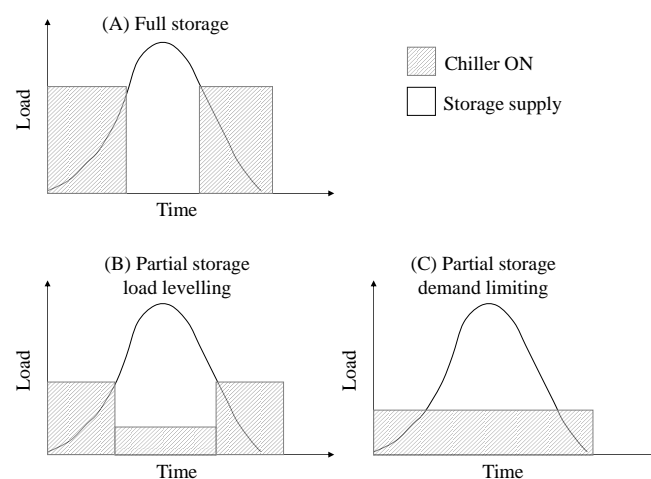 (A) Full storage
Chiller ON
Storage supply
Load
Time
(B) Partial storage
load levelling
Load
Time
(C) Partial storage
demand limiting
Load
Time